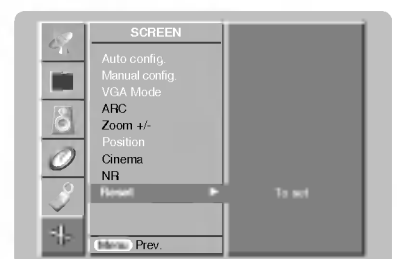 SCREEN
Auto config.
Manual config.
VGA Mode
ARC
Zoom +/-
Position
Cinema
NR
Reset
To set
Menu Prev.